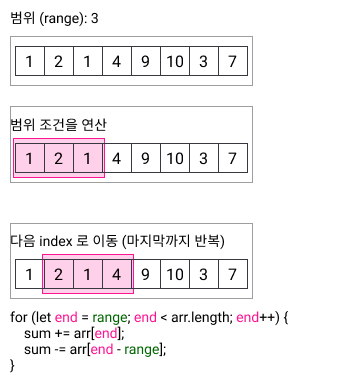 범위 (range): 3
1 2 1 4 9 10 3 7
범위 조건을 연산
1 2 1 4 9 10 3 7
다음 index 로 이동 (마지막까지 반복)
1 2 1 4 9 10 3 7
for (let end = range; end < arr.length; end++) {
sum += arr[end];
sum -= arr[end - range];
}